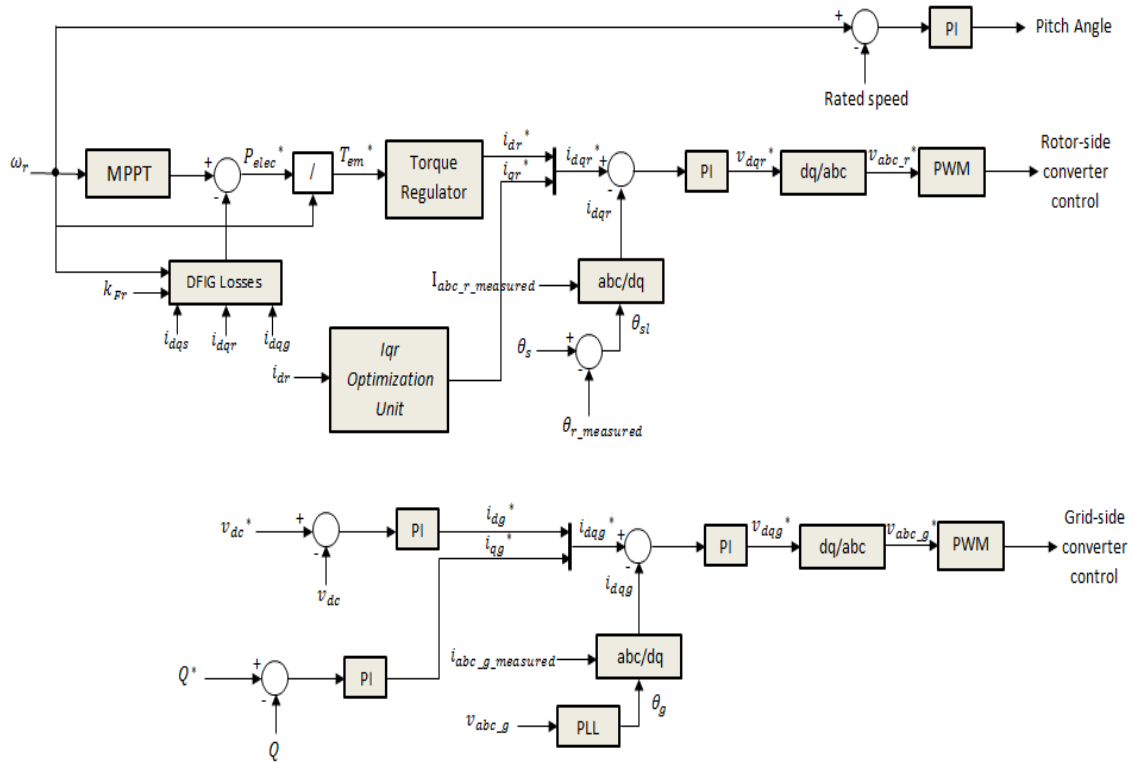 +
-
PI
Pitch Angle
Rated speed
ω_r
MPPT
+
-
P_elec*
/
T_em*
Torque
Regulator
i_dr*
i_qr*
i_dqr*
+
-
i_dqr
PI
v_dqr*
dq/abc
v_abc_r*
PWM
Rotor-side
converter
control
k_Fr
DFIG Losses
i_dqs
i_dqr
i_dqg
I_abc_r_measured
abc/dq
θ_sl
θ_s
+
-
θ_r_measured
i_dr
Iqr
Optimization
Unit
v_dc*
+
-
v_dc
PI
i_dg*
i_qg*
i_dqg*
+
-
i_dqg
PI
v_dqg*
dq/abc
v_abc_g*
PWM
Grid-side
converter
control
Q*
+
-
Q
PI
i_abc_g_measured
abc/dq
θ_g
v_abc_g
PLL